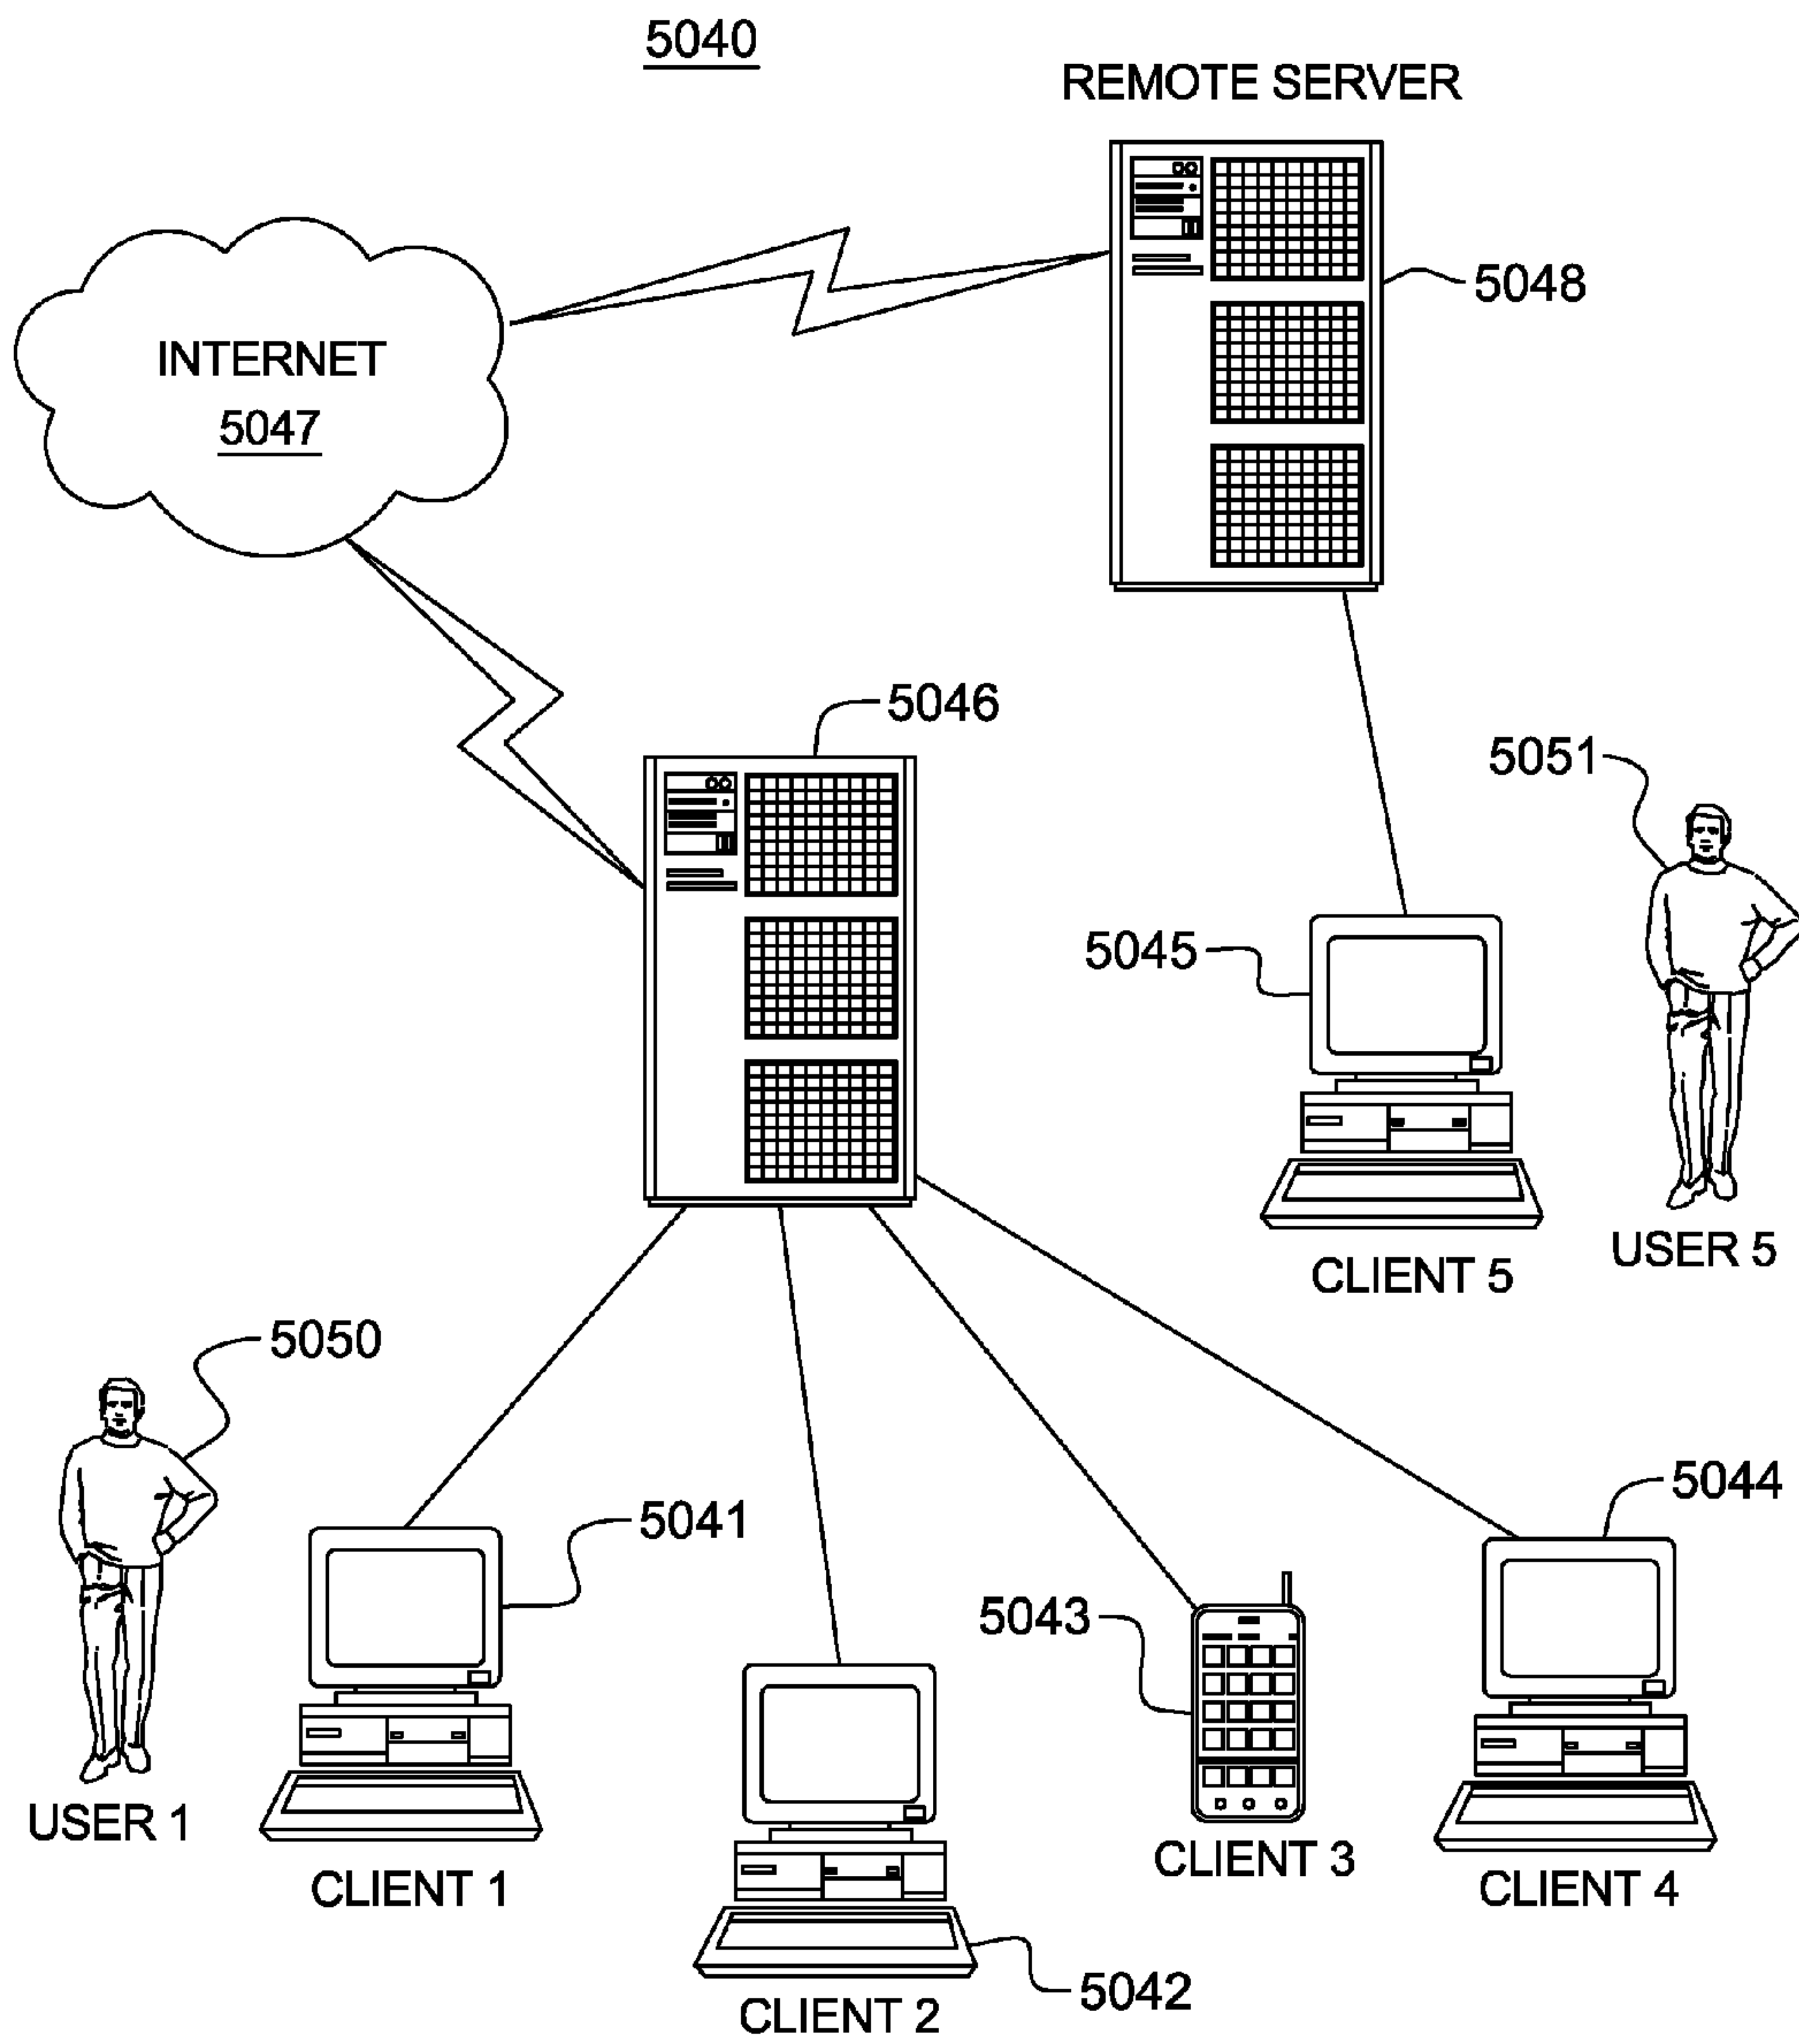 5040
REMOTE SERVER
5048
INTERNET
5047
5046
5051
5045
USER 5
CLIENT 5
5050
5041
5044
5043
USER 1
CLIENT 1
CLIENT 3
CLIENT 4
5042
CLIENT 2